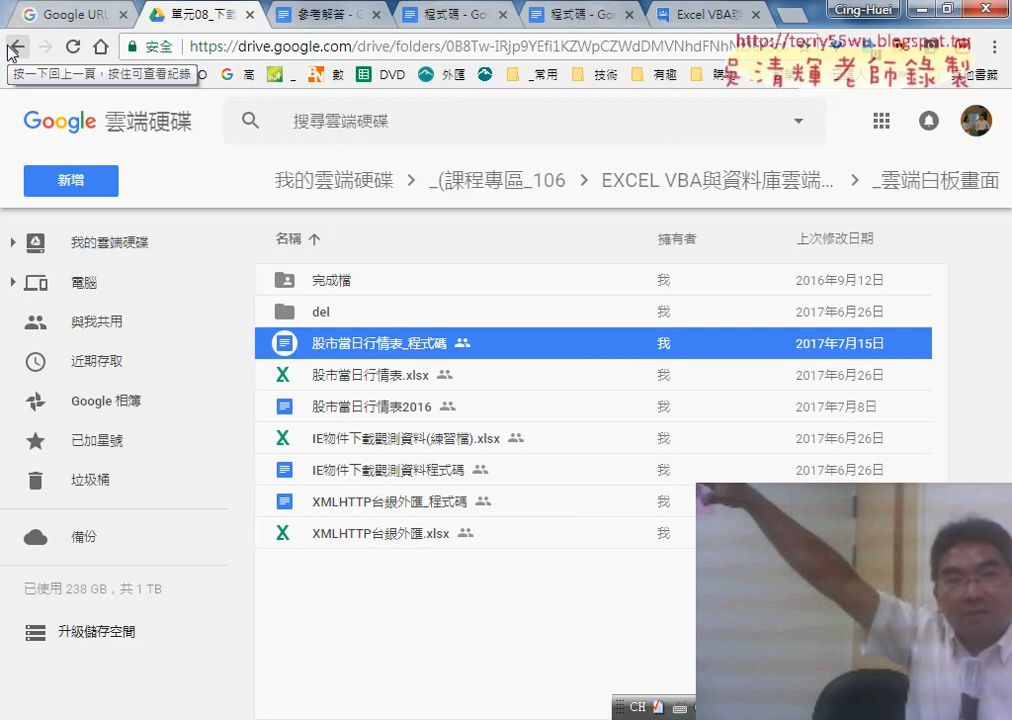 Google URL
單元08_下載
參考解答 - G
程式碼 - Go
程式碼 - Go
Excel VBA
Cing-Huei
安全
https://drive.google.com/drive/folders/0B8Tw-IRjp9YEfi1KZWpCZWdDMVNhdFNh
http://terry55wu.blogspot.tw
吳清輝老師錄製
按一下回上一頁，按住可查看紀錄
高
數
DVD
外匯
_常用
技術
有趣
Google 雲端硬碟
搜尋雲端硬碟
新增
我的雲端硬碟 > _(課程專區_106 > EXCEL VBA與資料庫雲端... > _雲端白板畫面
我的雲端硬碟
電腦
與我共用
近期存取
Google 相簿
已加星號
垃圾桶
備份
已使用 238 GB，共 1 TB
升級儲存空間
名稱 擁有者 上次修改日期
完成檔 我 2016年9月12日
del 我 2017年6月26日
股市當日行情表_程式碼 我 2017年7月15日
股市當日行情表.xlsx 我 2017年6月26日
股市當日行情表2016 我 2017年7月8日
IE物件下載觀測資料(練習檔).xlsx 我 2017年6月26日
IE物件下載觀測資料程式碼 我 2017年6月26日
XMLHTTP台銀外匯_程式碼 我
XMLHTTP台銀外匯.xlsx 我
CH